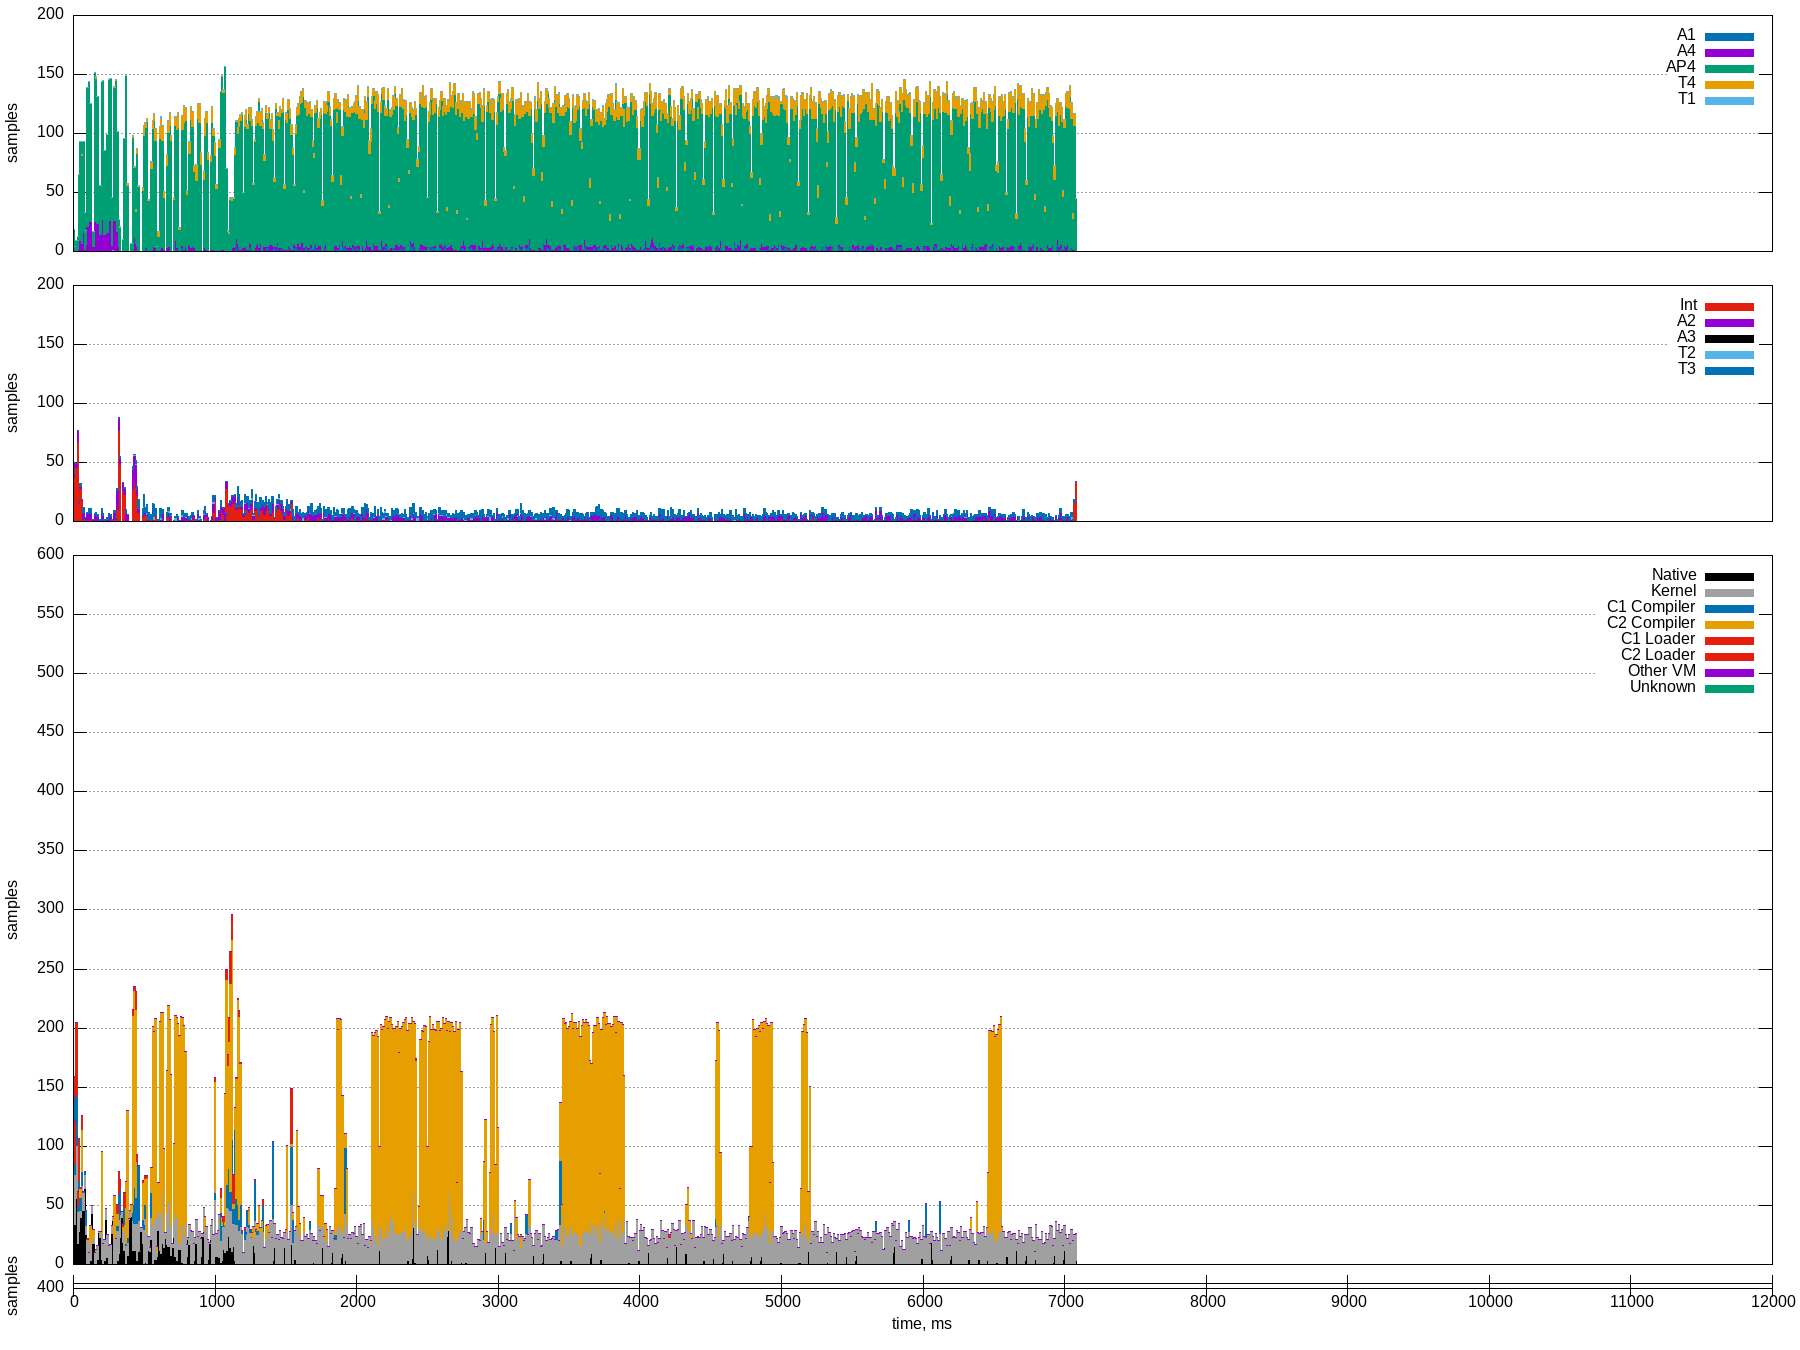 200
150
100
50
0
samples
A1
A4
AP4
T4
T1
200
150
100
50
0
samples
Int
A2
A3
T2
T3
600
550
500
450
400
350
300
250
200
150
100
50
0
samples
Native
Kernel
C1 Compiler
C2 Compiler
C1 Loader
C2 Loader
Other VM
Unknown
400
samples
0 1000 2000 3000 4000 5000 6000 7000 8000 9000 10000 11000 12000
time, ms